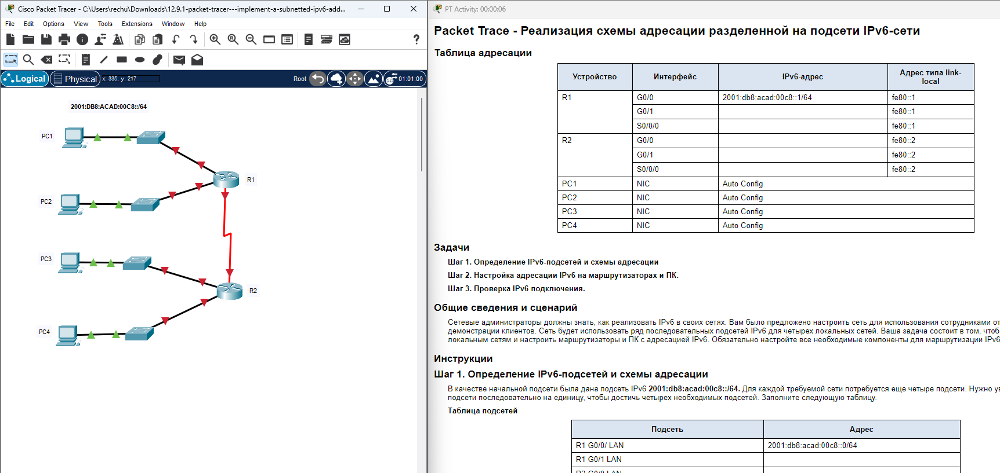 Cisco Packet Tracer - C:\Users\rechu\Downloads\12.9.1-packet-tracer---implement-a-subnetted-ipv6-add...
File Edit Options View Tools Extensions Window Help
Logical Physical x: 335, y: 217 Root 01:01:00
2001:DB8:ACAD:00C8::/64
PC1
R1
PC2
PC3
R2
PC4
PT Activity: 00:00:06
Packet Trace - Реализация схемы адресации разделенной на подсети IPv6-сети
Таблица адресации
Устройство Интерфейс IPv6-адрес Адрес типа link-
local
R1 G0/0 2001:db8:acad:00c8::1/64 fe80::1
G0/1 fe80::1
S0/0/0 fe80::1
R2 G0/0 fe80::2
G0/1 fe80::2
S0/0/0 fe80::2
PC1 NIC Auto Config
PC2 NIC Auto Config
PC3 NIC Auto Config
PC4 NIC Auto Config
Задачи
Шаг 1. Определение IPv6-подсетей и схемы адресации
Шаг 2. Настройка адресации IPv6 на маршрутизаторах и ПК.
Шаг 3. Проверка IPv6 подключения.
Общие сведения и сценарий
Сетевые администраторы должны знать, как реализовать IPv6 в своих сетях. Вам было предложено настроить сеть для использования сотрудниками от
демонстрации клиентов. Сеть будет использовать ряд последовательных подсетей IPv6 для четырех локальных сетей. Ваша задача состоит в том, чтоб
локальным сетям и настроить маршрутизаторы и ПК с адресацией IPv6. Обязательно настройте все необходимые компоненты для маршрутизации IPv6
Инструкции
Шаг 1. Определение IPv6-подсетей и схемы адресации
В качестве начальной подсети была дана подсеть IPv6 2001:db8:acad:00c8::/64. Для каждой требуемой сети потребуется еще четыре подсети. Нужно ув
подсети последовательно на единицу, чтобы достичь четырех необходимых подсетей. Заполните следующую таблицу.
Таблица подсетей
Подсеть Адрес
R1 G0/0/ LAN 2001:db8:acad:00c8::0/64
R1 G0/1 LAN
R2 G0/0 LAN